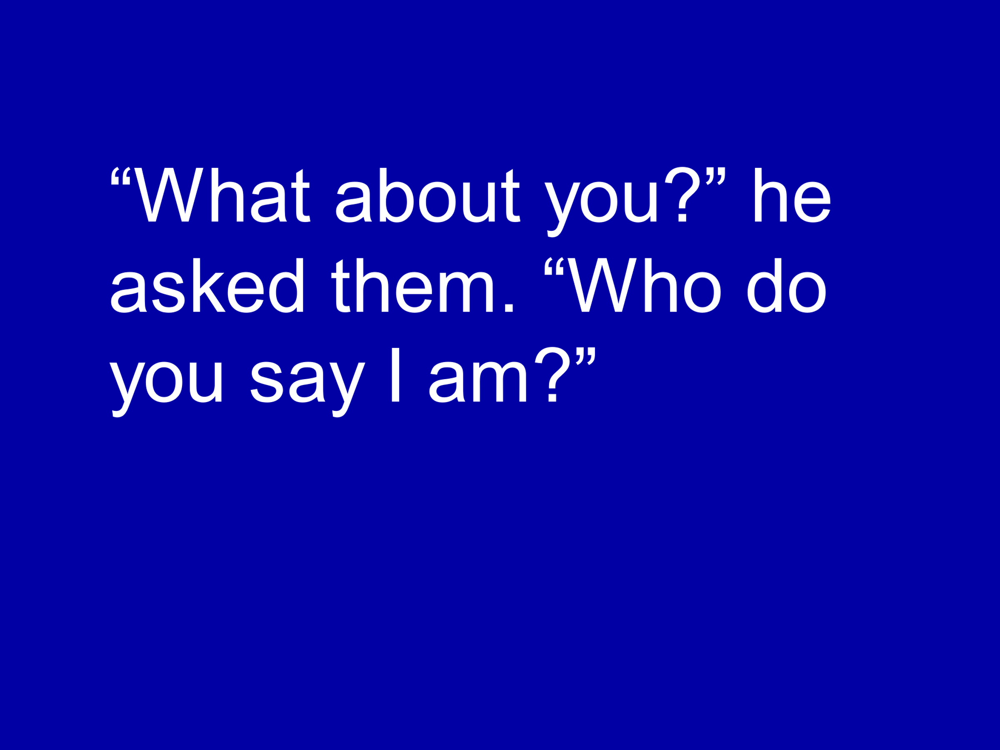 “What about you?” he
asked them. “Who do
you say I am?”